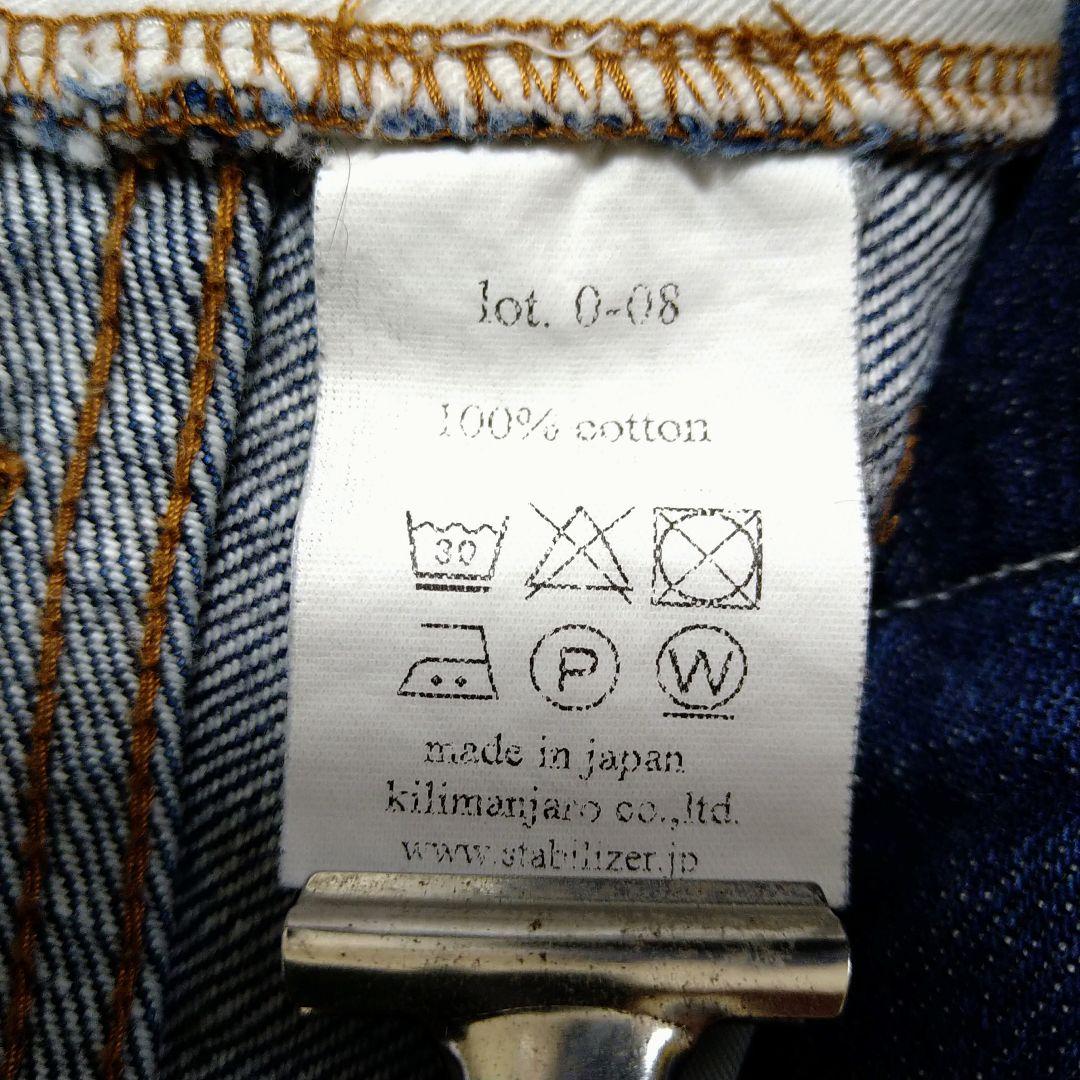 lot. 0-08
100% cotton
30
P W
made in japan
kilimanjaro co.,ltd.
www.stabilizer.jp